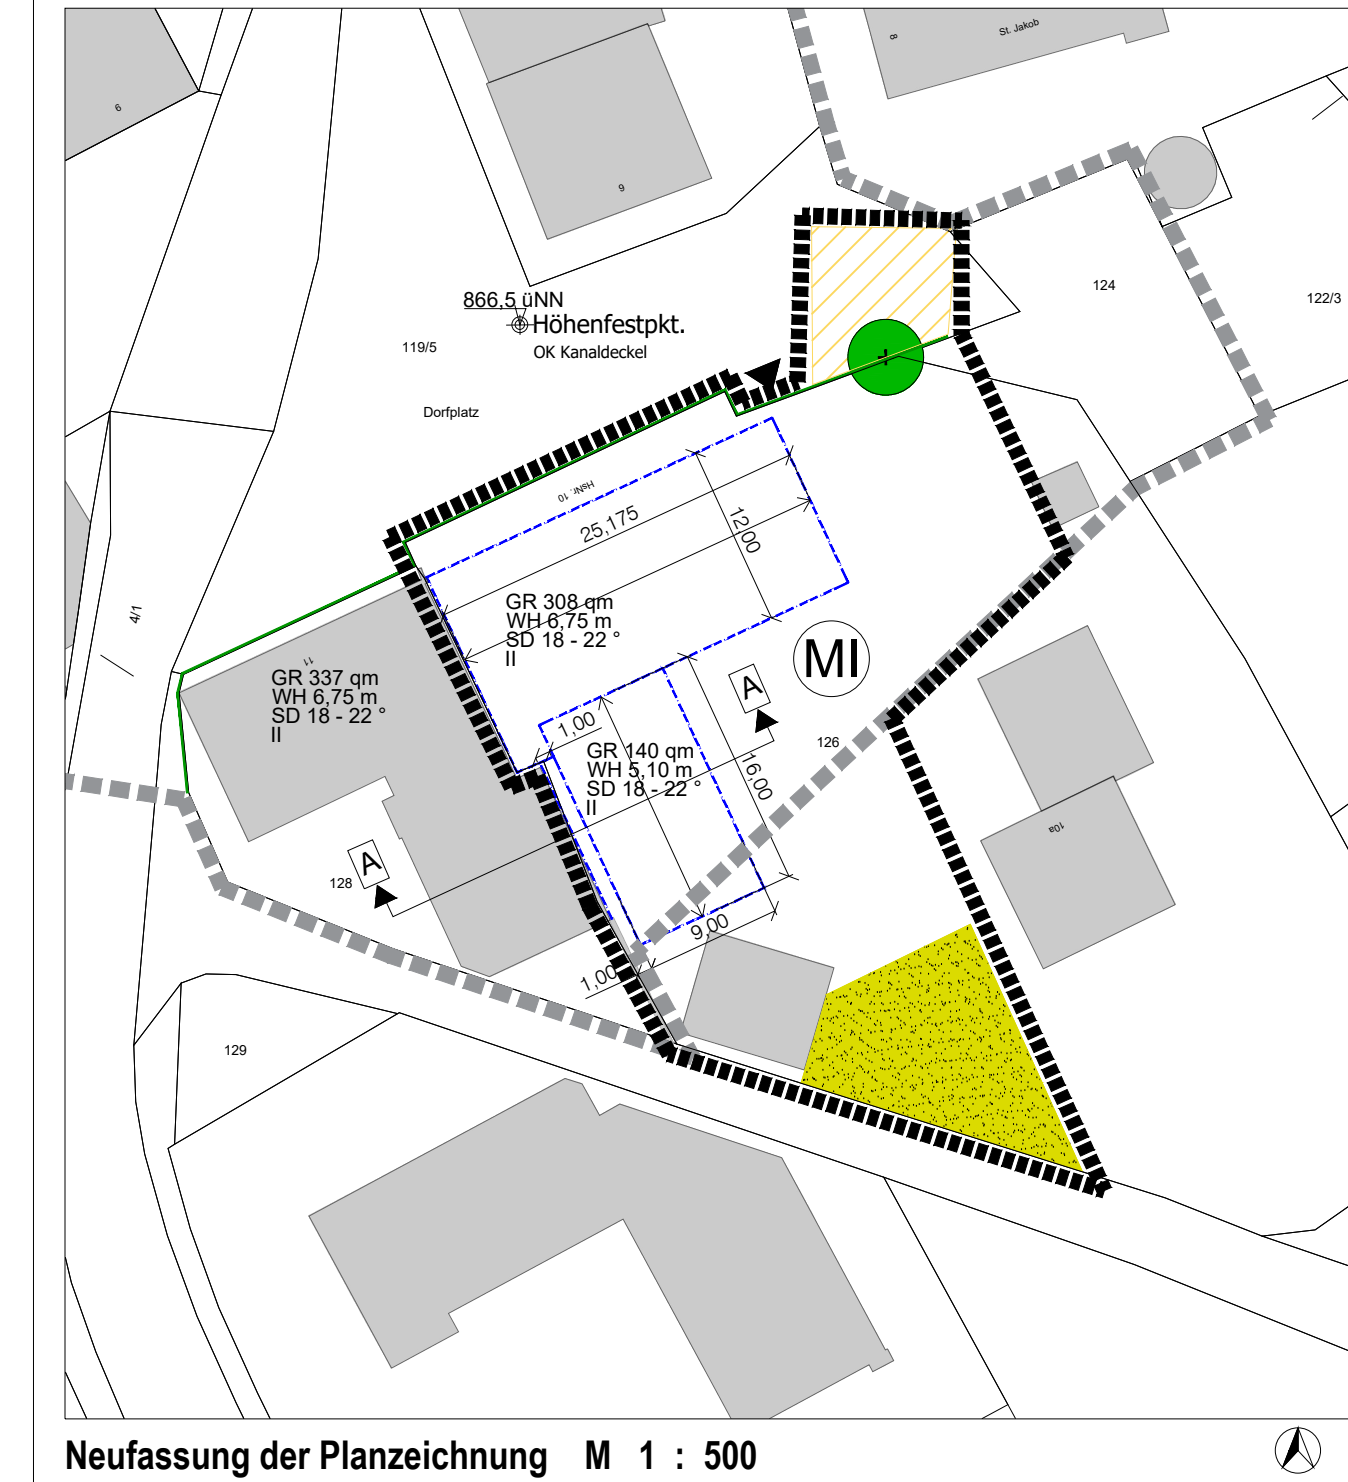 6
St. Jakob
8
9
124
122/3
866,5 üNN
Höhenfestpkt.
OK Kanaldeckel
119/5
Dorfplatz
HsNr. 10
25,175
12,00
4/1
GR 308 qm
WH 6,75 m
SD 18 - 22 °
II
MI
11
GR 337 qm
WH 6,75 m
SD 18 - 22 °
II
A
1,00
126
GR 140 qm
WH 5,10 m
SD 18 - 22 °
II
16,00
10a
A
128
9,00
1,00
129
Neufassung der Planzeichnung M 1 : 500